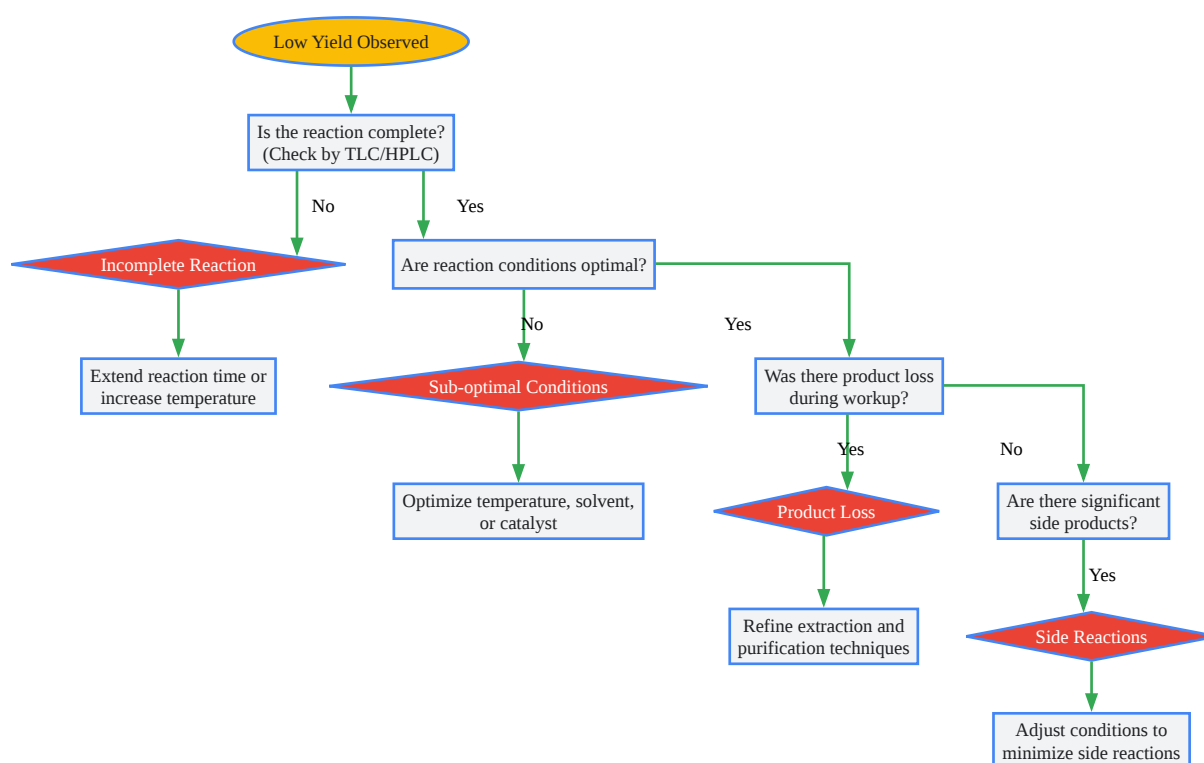 Low Yield Observed
Is the reaction complete?
(Check by TLC/HPLC)
No
Yes
Incomplete Reaction
Are reaction conditions optimal?
No
Yes
Extend reaction time or
increase temperature
Sub-optimal Conditions
Was there product loss
during workup?
Yes
No
Optimize temperature, solvent,
or catalyst
Product Loss
Are there significant
side products?
Yes
Refine extraction and
purification techniques
Side Reactions
Adjust conditions to
minimize side reactions